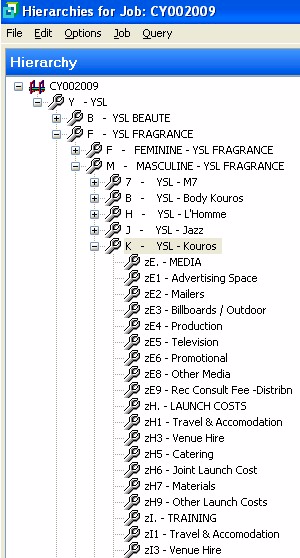 Hierarchies for Job: CY002009
File Edit Options Job Query
Hierarchy
CY002009
Y - YSL
B - YSL BEAUTE
F - YSL FRAGRANCE
F - FEMININE - YSL FRAGRANCE
M - MASCULINE - YSL FRAGRANCE
7 - YSL - M7
B - YSL - Body Kouros
H - YSL - L'Homme
J - YSL - Jazz
K - YSL - Kouros
zE. - MEDIA
zE1 - Advertising Space
zE2 - Mailers
zE3 - Billboards / Outdoor
zE4 - Production
zE5 - Television
zE6 - Promotional
zE8 - Other Media
zE9 - Rec Consult Fee -Distribn
zH. - LAUNCH COSTS
zH1 - Travel & Accomodation
zH3 - Venue Hire
zH5 - Catering
zH6 - Joint Launch Cost
zH7 - Materials
zH9 - Other Launch Costs
zI. - TRAINING
zI1 - Travel & Accomodation
zI3 - Venue Hire